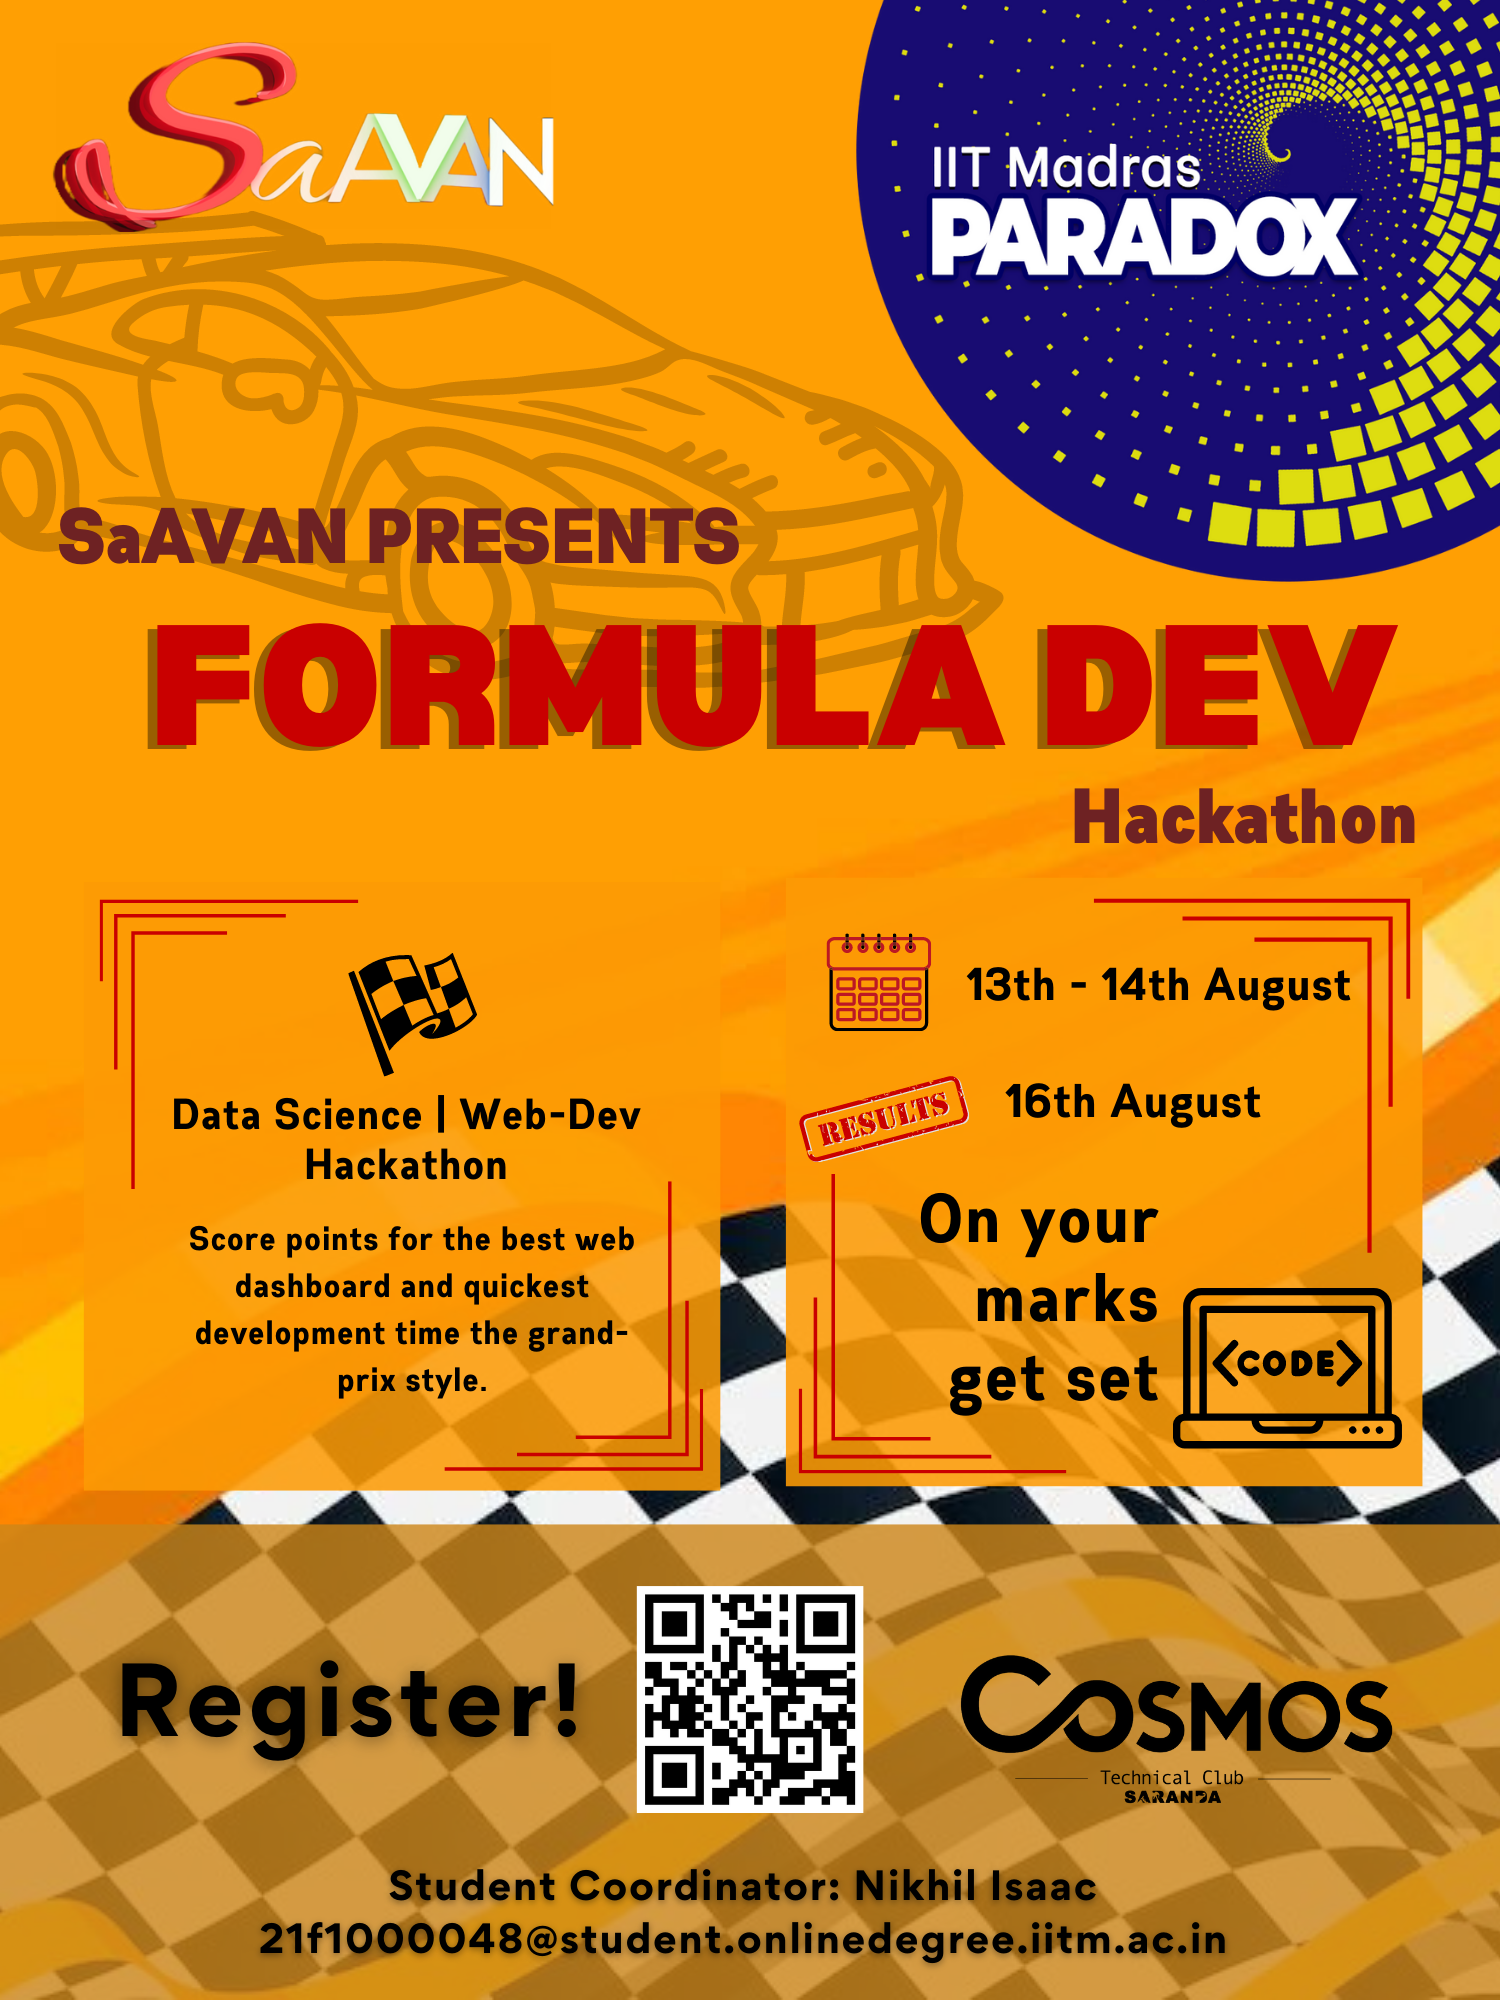 SaAVAN
IIT Madras
PARADOX
SaAVAN PRESENTS
FORMULA DEV
Hackathon
Data Science | Web-Dev
Hackathon
Score points for the best web
dashboard and quickest
development time the grand-
prix style.
13th - 14th August
RESULTS
16th August
On your
marks
get set
<CODE>
Register!
COSMOS
Technical Club
SARANDA
Student Coordinator: Nikhil Isaac
21f1000048@student.onlinedegree.iitm.ac.in